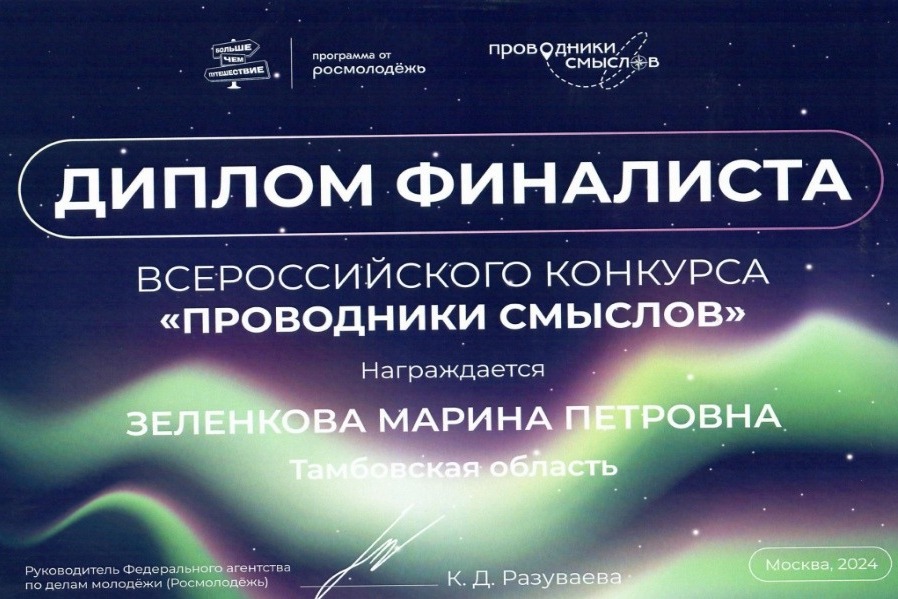 БОЛЬШЕ
ЧЕМ
ПУТЕШЕСТВИЕ
программа от
росмолодёжь
проводники
смыслов
ДИПЛОМ ФИНАЛИСТА
ВСЕРОССИЙСКОГО КОНКУРСА
«ПРОВОДНИКИ СМЫСЛОВ»
Награждается
ЗЕЛЕНКОВА МАРИНА ПЕТРОВНА
Тамбовская область
Руководитель Федерального агентства
по делам молодёжи (Росмолодёжь)
К. Д. Разуваева
Москва, 2024